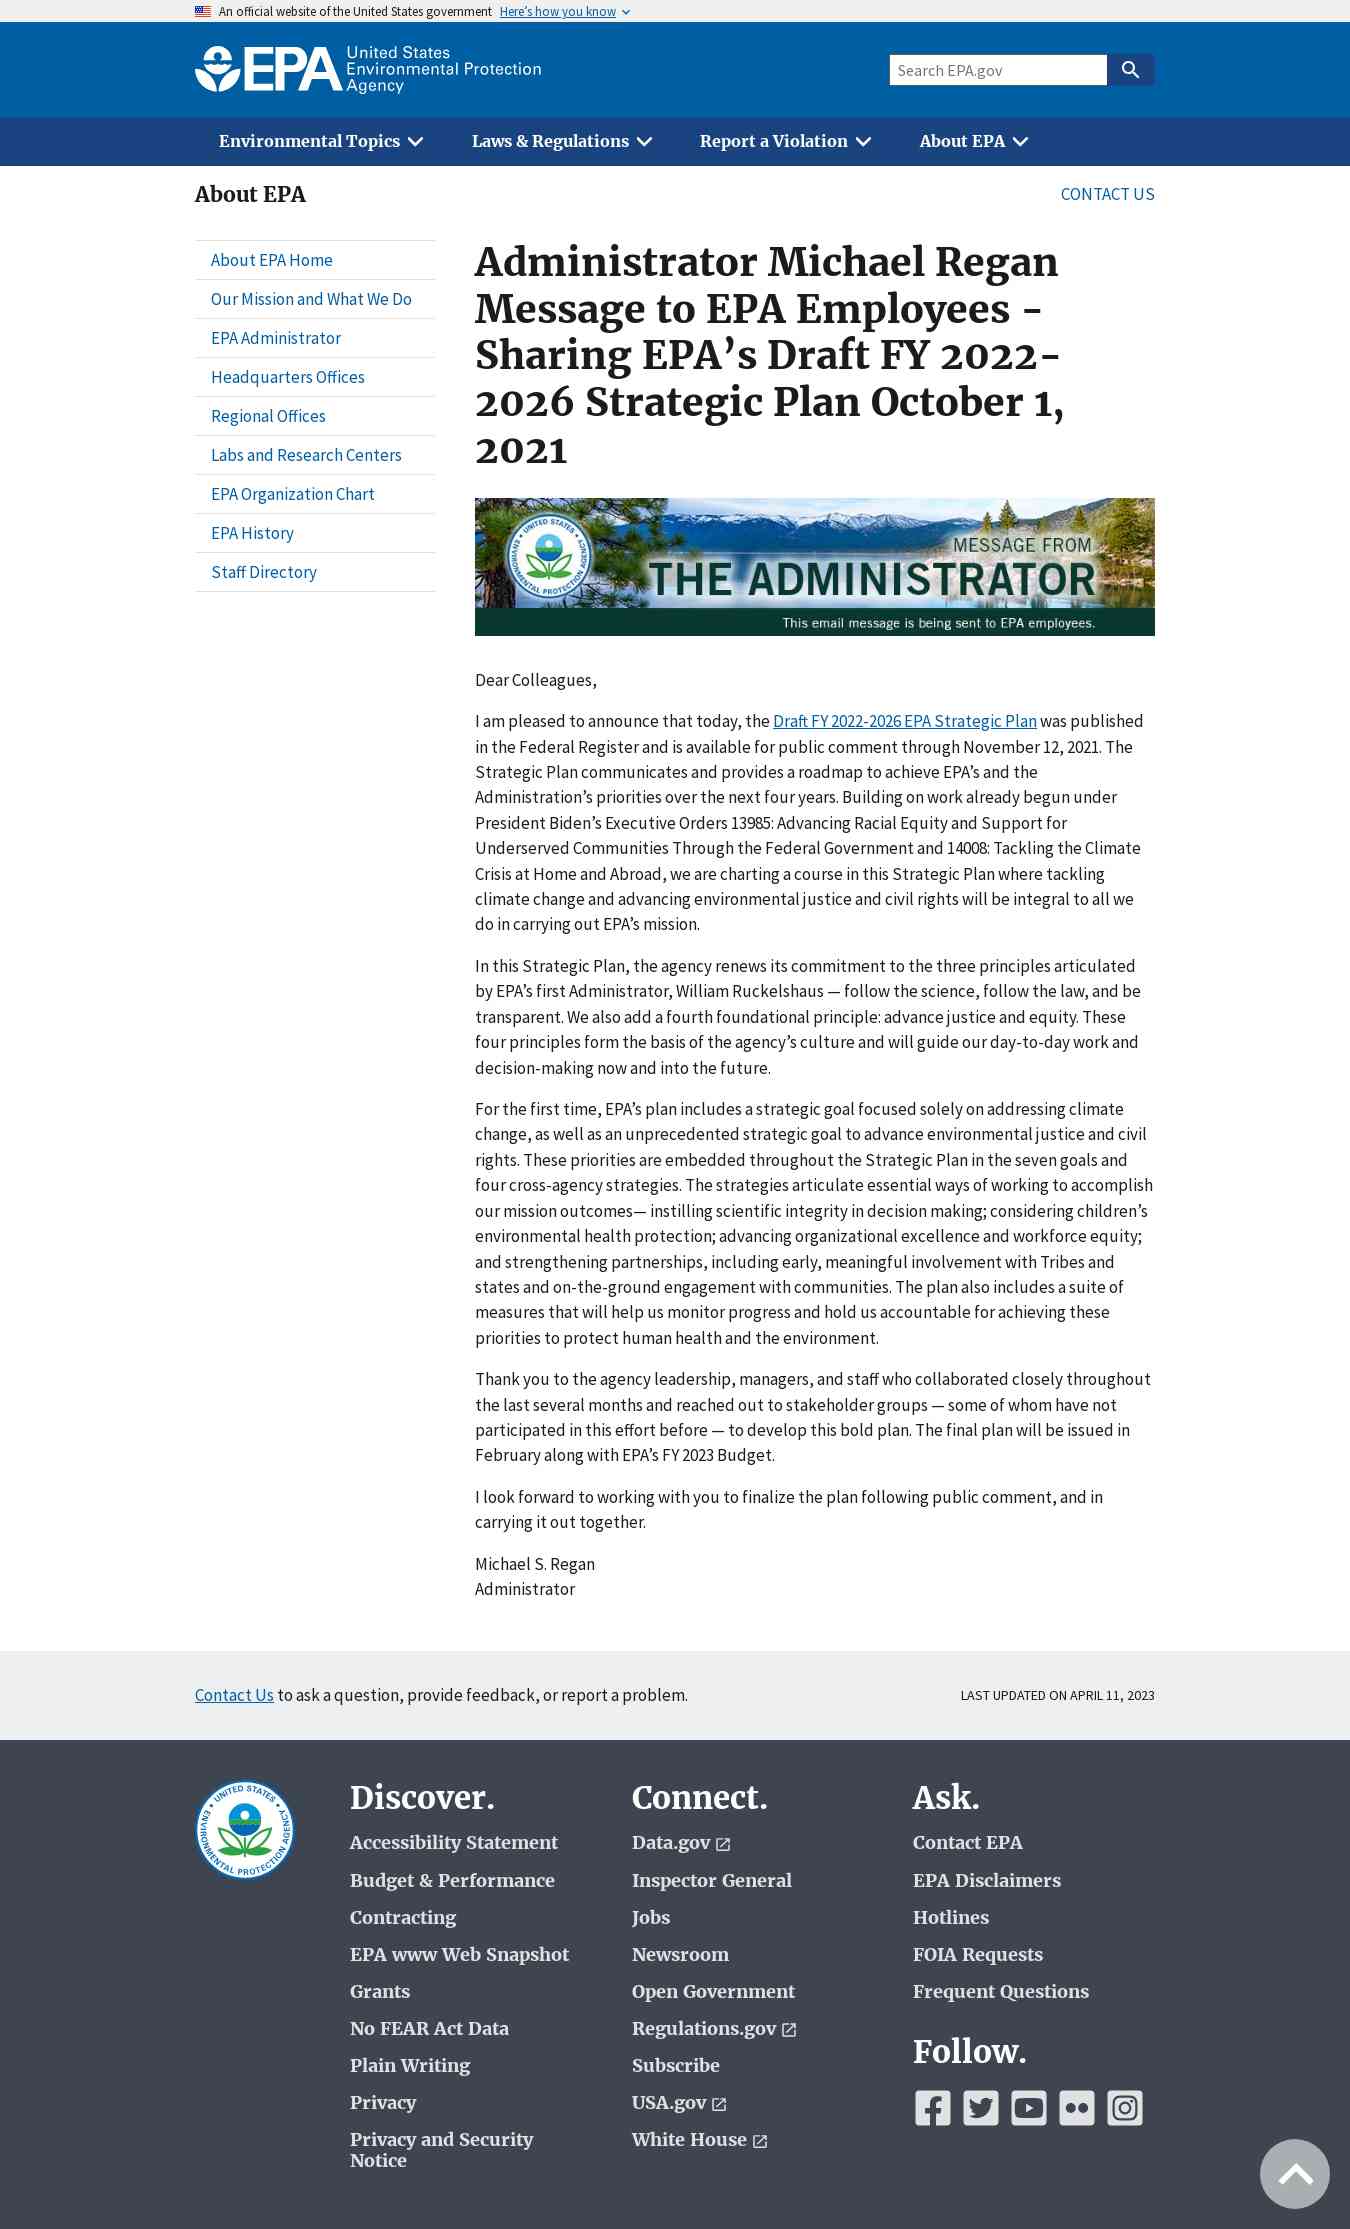 An official website of the United States government Here's how you know
EPA United States
Environmental Protection
Agency
Search EPA.gov
Environmental Topics
Laws & Regulations
Report a Violation
About EPA
About EPA
CONTACT US
About EPA Home
Our Mission and What We Do
EPA Administrator
Headquarters Offices
Regional Offices
Labs and Research Centers
EPA Organization Chart
EPA History
Staff Directory
Administrator Michael Regan
Message to EPA Employees -
Sharing EPA’s Draft FY 2022-
2026 Strategic Plan October 1,
2021
UNITED STATES
ENVIRONMENTAL PROTECTION AGENCY
MESSAGE FROM
THE ADMINISTRATOR
This email message is being sent to EPA employees.
Dear Colleagues,
I am pleased to announce that today, the Draft FY 2022-2026 EPA Strategic Plan was published
in the Federal Register and is available for public comment through November 12, 2021. The
Strategic Plan communicates and provides a roadmap to achieve EPA’s and the
Administration’s priorities over the next four years. Building on work already begun under
President Biden’s Executive Orders 13985: Advancing Racial Equity and Support for
Underserved Communities Through the Federal Government and 14008: Tackling the Climate
Crisis at Home and Abroad, we are charting a course in this Strategic Plan where tackling
climate change and advancing environmental justice and civil rights will be integral to all we
do in carrying out EPA’s mission.
In this Strategic Plan, the agency renews its commitment to the three principles articulated
by EPA’s first Administrator, William Ruckelshaus — follow the science, follow the law, and be
transparent. We also add a fourth foundational principle: advance justice and equity. These
four principles form the basis of the agency’s culture and will guide our day-to-day work and
decision-making now and into the future.
For the first time, EPA’s plan includes a strategic goal focused solely on addressing climate
change, as well as an unprecedented strategic goal to advance environmental justice and civil
rights. These priorities are embedded throughout the Strategic Plan in the seven goals and
four cross-agency strategies. The strategies articulate essential ways of working to accomplish
our mission outcomes— instilling scientific integrity in decision making; considering children’s
environmental health protection; advancing organizational excellence and workforce equity;
and strengthening partnerships, including early, meaningful involvement with Tribes and
states and on-the-ground engagement with communities. The plan also includes a suite of
measures that will help us monitor progress and hold us accountable for achieving these
priorities to protect human health and the environment.
Thank you to the agency leadership, managers, and staff who collaborated closely throughout
the last several months and reached out to stakeholder groups — some of whom have not
participated in this effort before — to develop this bold plan. The final plan will be issued in
February along with EPA’s FY 2023 Budget.
I look forward to working with you to finalize the plan following public comment, and in
carrying it out together.
Michael S. Regan
Administrator
Contact Us to ask a question, provide feedback, or report a problem.
LAST UPDATED ON APRIL 11, 2023
UNITED STATES
ENVIRONMENTAL PROTECTION AGENCY
Discover.
Accessibility Statement
Budget & Performance
Contracting
EPA www Web Snapshot
Grants
No FEAR Act Data
Plain Writing
Privacy
Privacy and Security
Notice
Connect.
Data.gov
Inspector General
Jobs
Newsroom
Open Government
Regulations.gov
Subscribe
USA.gov
White House
Ask.
Contact EPA
EPA Disclaimers
Hotlines
FOIA Requests
Frequent Questions
Follow.